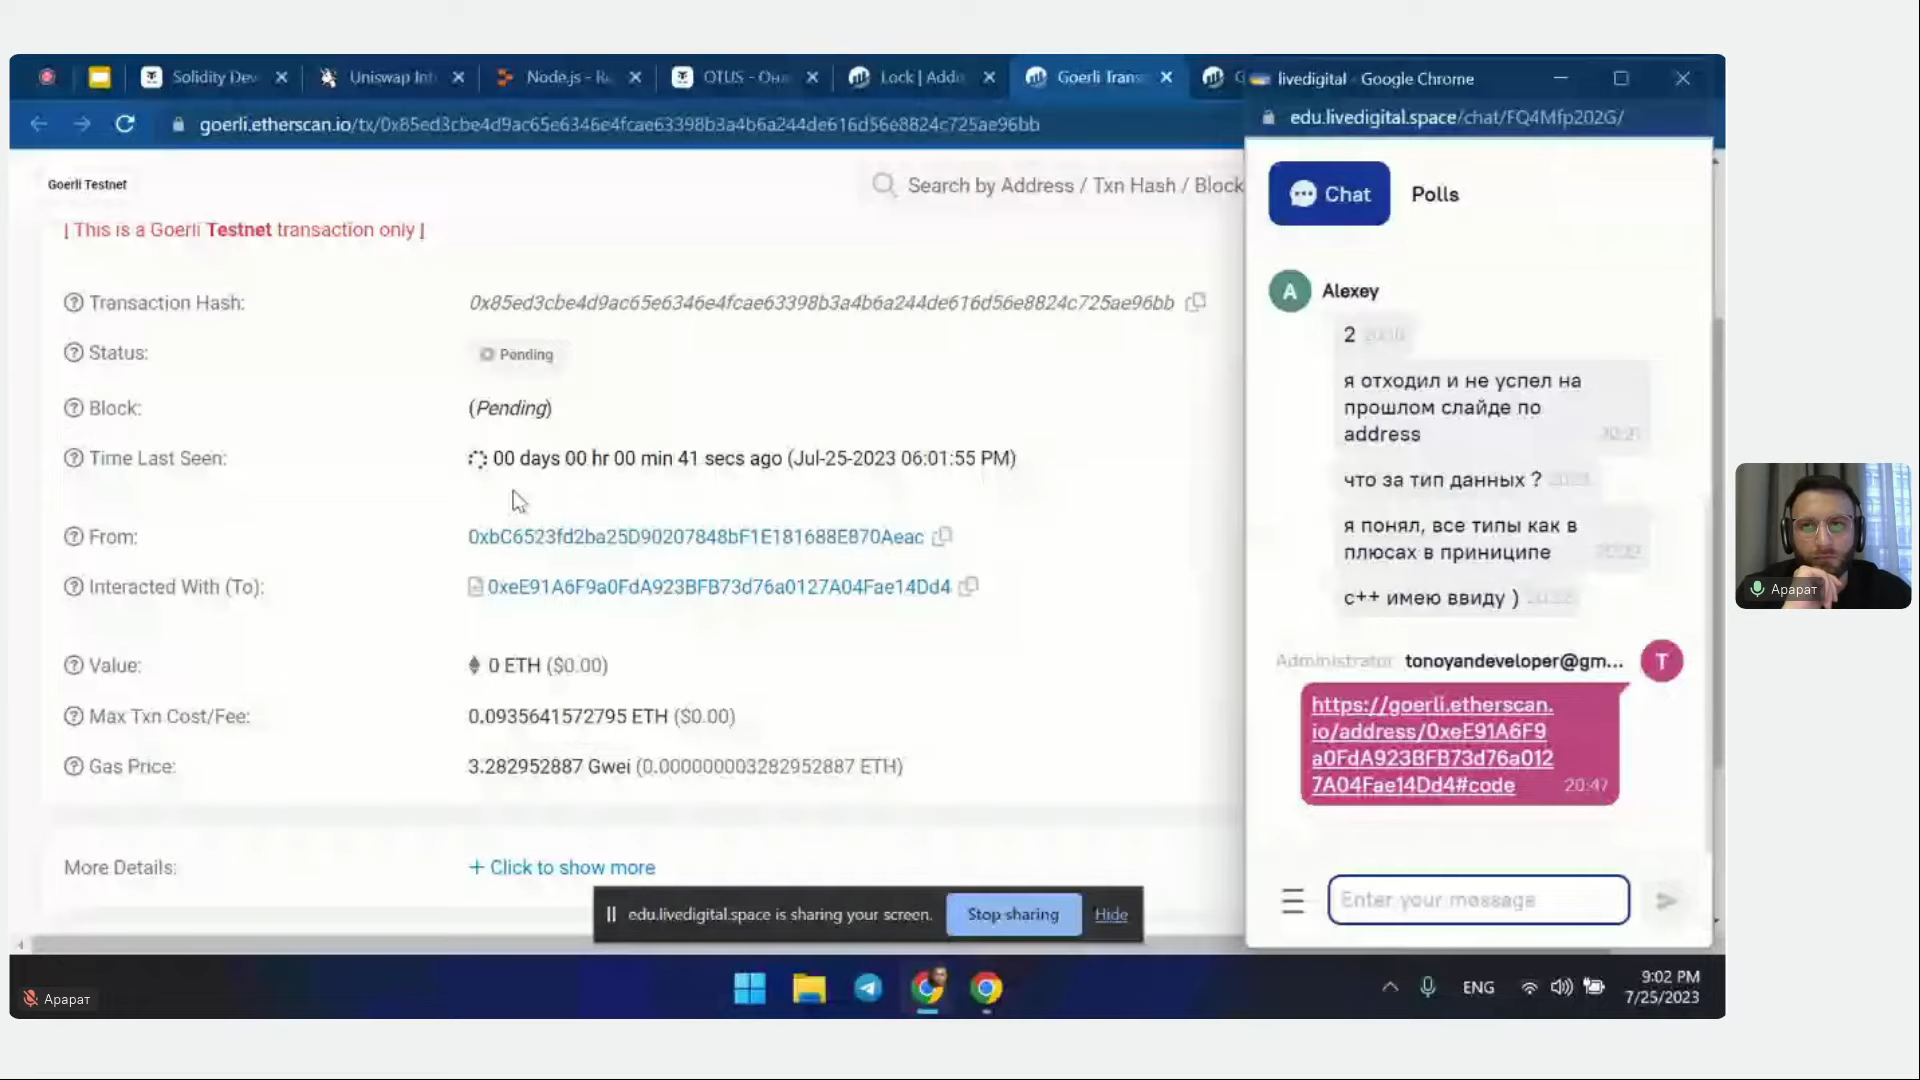 Solidity Dev
Uniswap Int
Node.js - R
OTUS - Он
Lock | Addr
Goerli Trans
G
livedigital - Google Chrome
goerli.etherscan.io/tx/0x85ed3cbe4d9ac65e6346e4fcae63398b3a4b6a244de616d56e8824c725ae96bb
edu.livedigital.space/chat/FQ4Mfp202G/
Goerli Testnet
Search by Address / Txn Hash / Block
Chat
Polls
[ This is a Goerli Testnet transaction only ]
Transaction Hash:
0x85ed3cbe4d9ac65e6346e4fcae63398b3a4b6a244de616d56e8824c725ae96bb
Status:
Pending
Block:
(Pending)
Time Last Seen:
00 days 00 hr 00 min 41 secs ago (Jul-25-2023 06:01:55 PM)
From:
0xbC6523fd2ba25D90207848bF1E181688E870Aeac
Interacted With (To):
0xeE91A6F9a0FdA923BFB73d76a0127A04Fae14Dd4
Value:
0 ETH ($0.00)
Max Txn Cost/Fee:
0.0935641572795 ETH ($0.00)
Gas Price:
3.282952887 Gwei (0.000000003282952887 ETH)
More Details:
+ Click to show more
A
Alexey
2
я отходил и не успел на
прошлом слайде по
address
что за тип данных ?
я понял, все типы как в
плюсах в приниципе
с++ имею ввиду )
Administrator
tonoyandeveloper@gm...
T
https://goerli.etherscan.
io/address/0xeE91A6F9
a0FdA923BFB73d76a012
7A04Fae14Dd4#code
20:47
Enter your message
edu.livedigital.space is sharing your screen.
Stop sharing
Hide
Арарат
ENG
9:02 PM
7/25/2023
Арарат